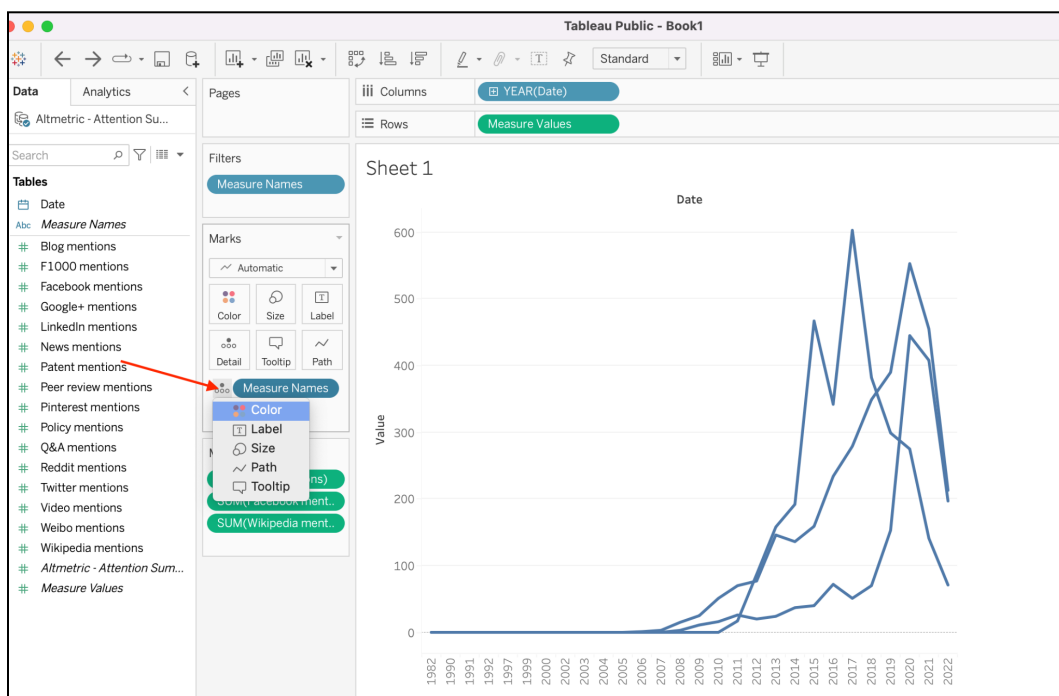 Tableau Public - Book1
Standard
Data
Analytics
Altmetric - Attention Su...
Search
Tables
Date
Abc Measure Names
# Blog mentions
# F1000 mentions
# Facebook mentions
# Google+ mentions
# LinkedIn mentions
# News mentions
# Patent mentions
# Peer review mentions
# Pinterest mentions
# Policy mentions
# Q&A mentions
# Reddit mentions
# Twitter mentions
# Video mentions
# Weibo mentions
# Wikipedia mentions
# Altmetric - Attention Sum...
# Measure Values
Pages
Filters
Measure Names
Marks
Automatic
Color Size Label
Detail Tooltip Path
Measure Names
Color
Label
Size
Path
Tooltip
SUM(Facebook ment..
SUM(Wikipedia ment..
Columns
YEAR(Date)
Rows
Measure Values
Sheet 1
Date
Value
600
500
400
300
200
100
0
1982 1990 1991 1992 1997 1999 2000 2002 2003 2004 2005 2006 2007 2008 2009 2010 2011 2012 2013 2014 2015 2016 2017 2018 2019 2020 2021 2022